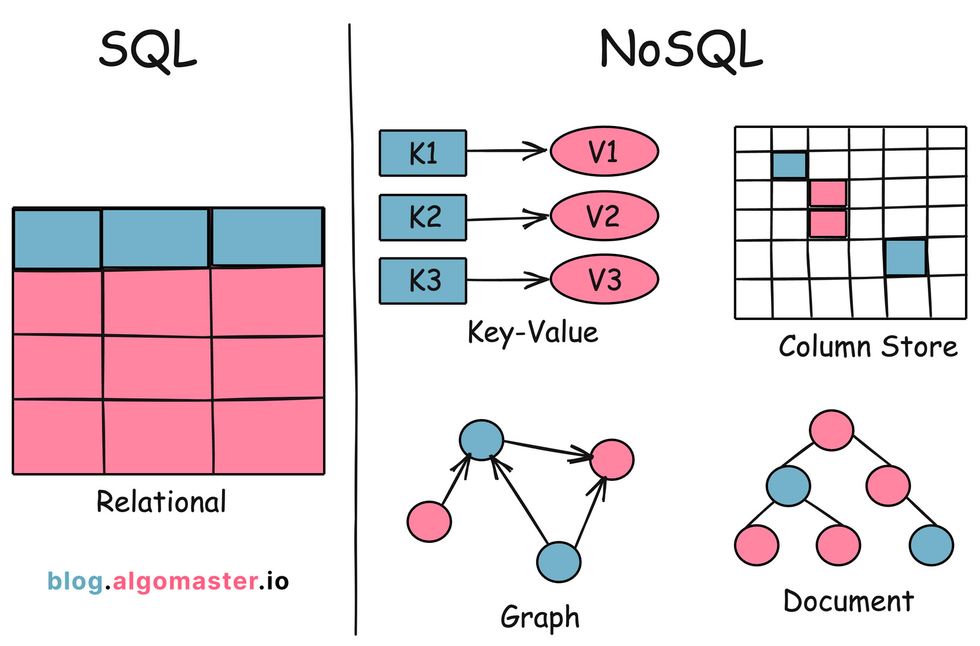 SQL
Relational
blog.algomaster.io
NoSQL
K1 V1
K2 V2
K3 V3
Key-Value
Column Store
Graph
Document